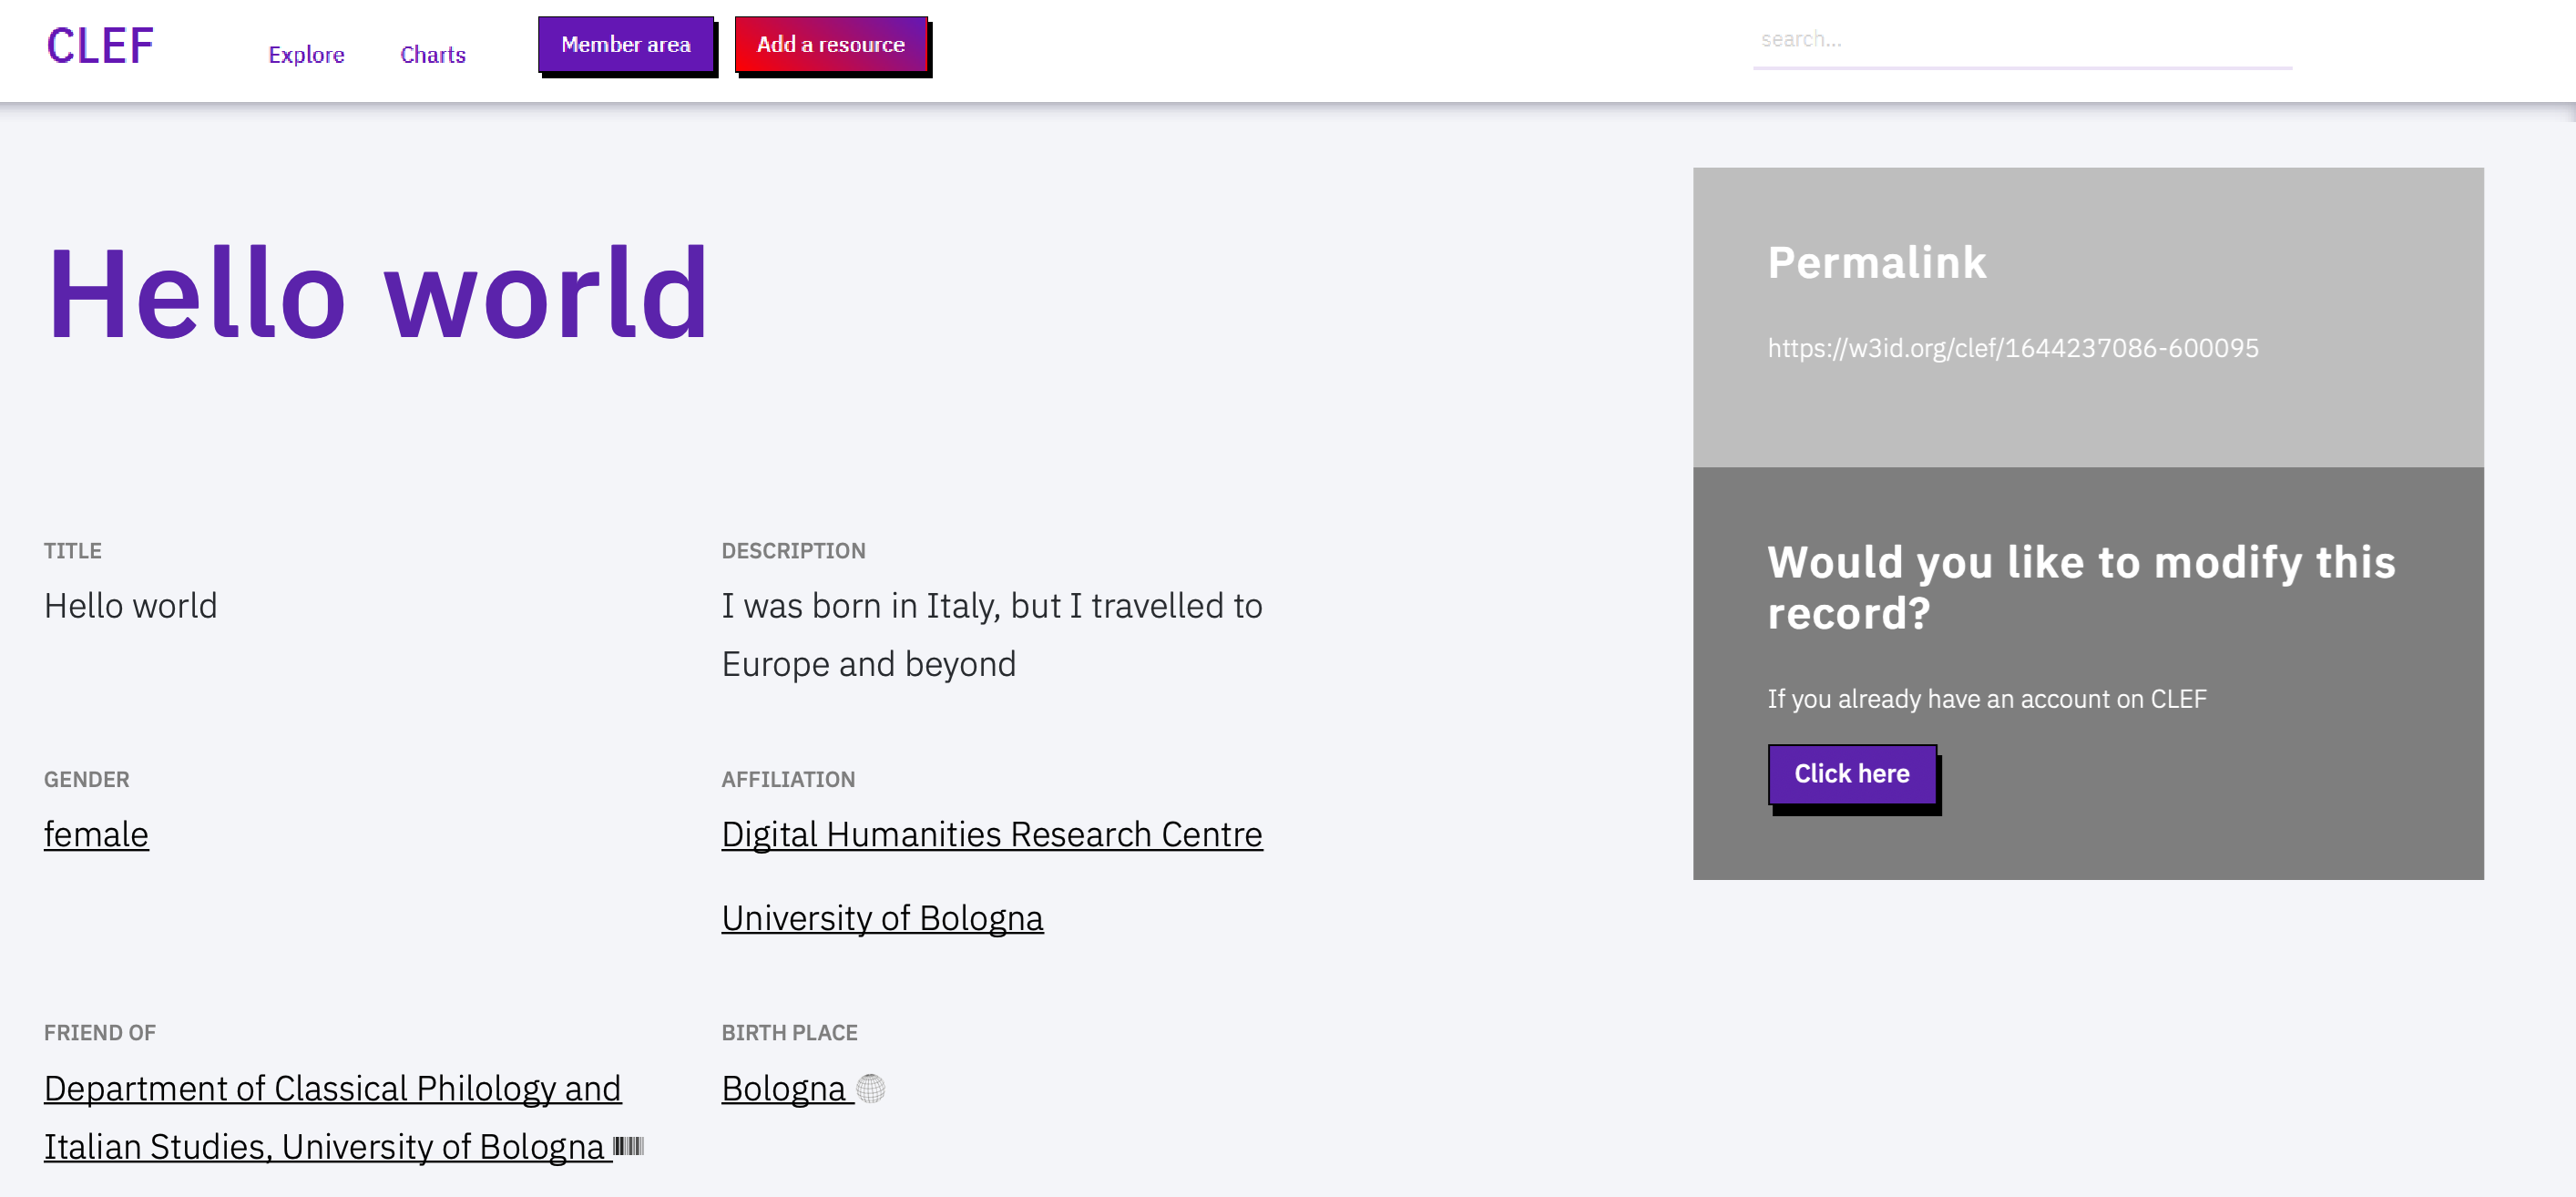 CLEF
Explore
Charts
Member area
Add a resource
search...
Hello world
Permalink
https://w3id.org/clef/1644237086-600095
Would you like to modify this
record?
If you already have an account on CLEF
Click here
TITLE
Hello world
DESCRIPTION
I was born in Italy, but I travelled to
Europe and beyond
GENDER
female
AFFILIATION
Digital Humanities Research Centre
University of Bologna
FRIEND OF
Department of Classical Philology and
Italian Studies, University of Bologna
BIRTH PLACE
Bologna